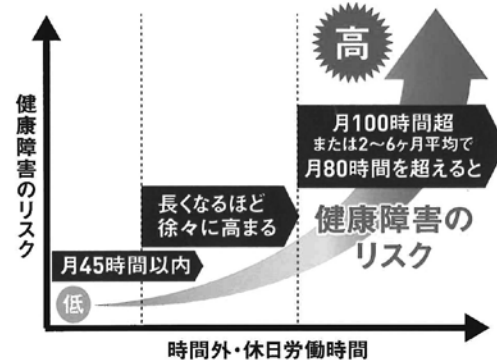 高
月100時間超
または2〜6ヶ月平均で
月80時間を超えると
長くなるほど
徐々に高まる
健康障害の
リスク
月45時間以内
低
健康障害のリスク
時間外・休日労働時間